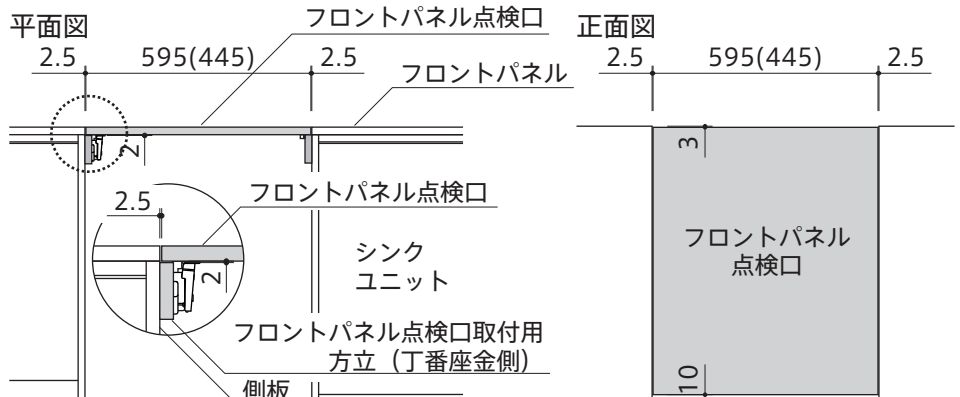 平面図
フロントパネル点検口
2.5 595(445) 2.5
フロントパネル
2
2.5
フロントパネル点検口
2
シンク
ユニット
フロントパネル点検口取付用
方立（丁番座金側）
側板
正面図
2.5 595(445) 2.5
3
フロントパネル
点検口
10